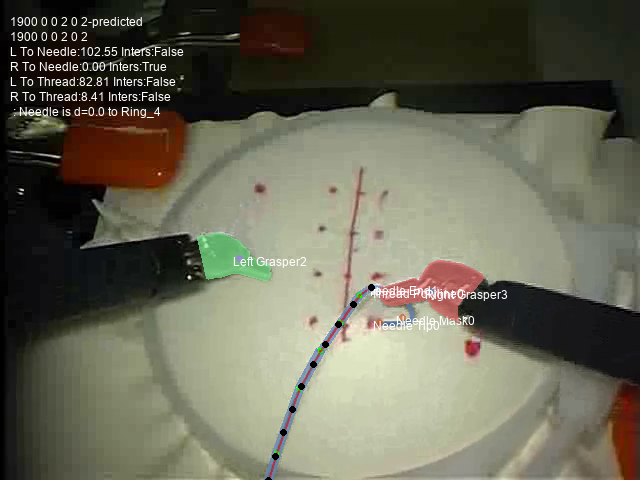 1900 0 0 2 0 2-predicted
1900 0 0 2 0 2
L To Needle:102.55 Inters:False
R To Needle:0.00 Inters:True
L To Thread:82.81 Inters:False
R To Thread:8.41 Inters:False
: Needle is d=0.0 to Ring_4
Left Grasper2
Right Grasper3
Needle Mask0